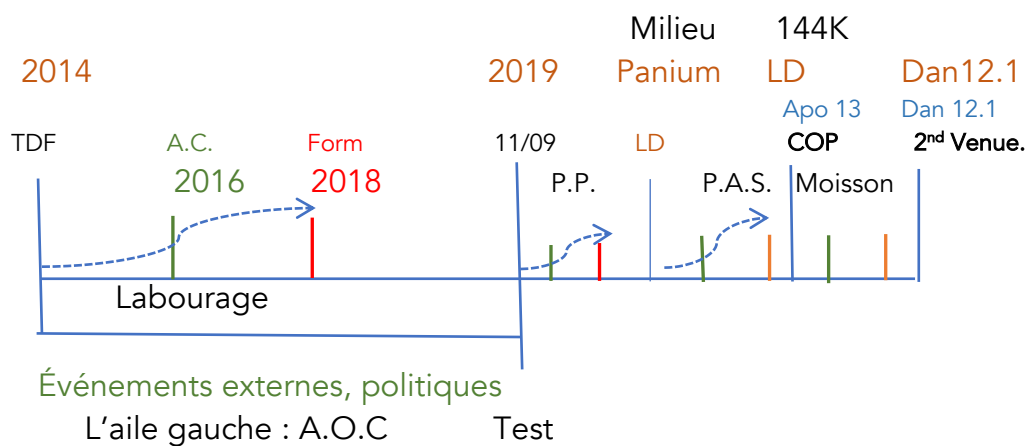 Milieu 144K
2014 2019 Panium LD Dan12.1
Apo 13 Dan 12.1
TDF A.C. Form 11/09 LD COP 2nd Venue.
2016 2018 P.P. P.A.S. Moisson
Labourage
Événements externes, politiques
L'aile gauche : A.O.C Test